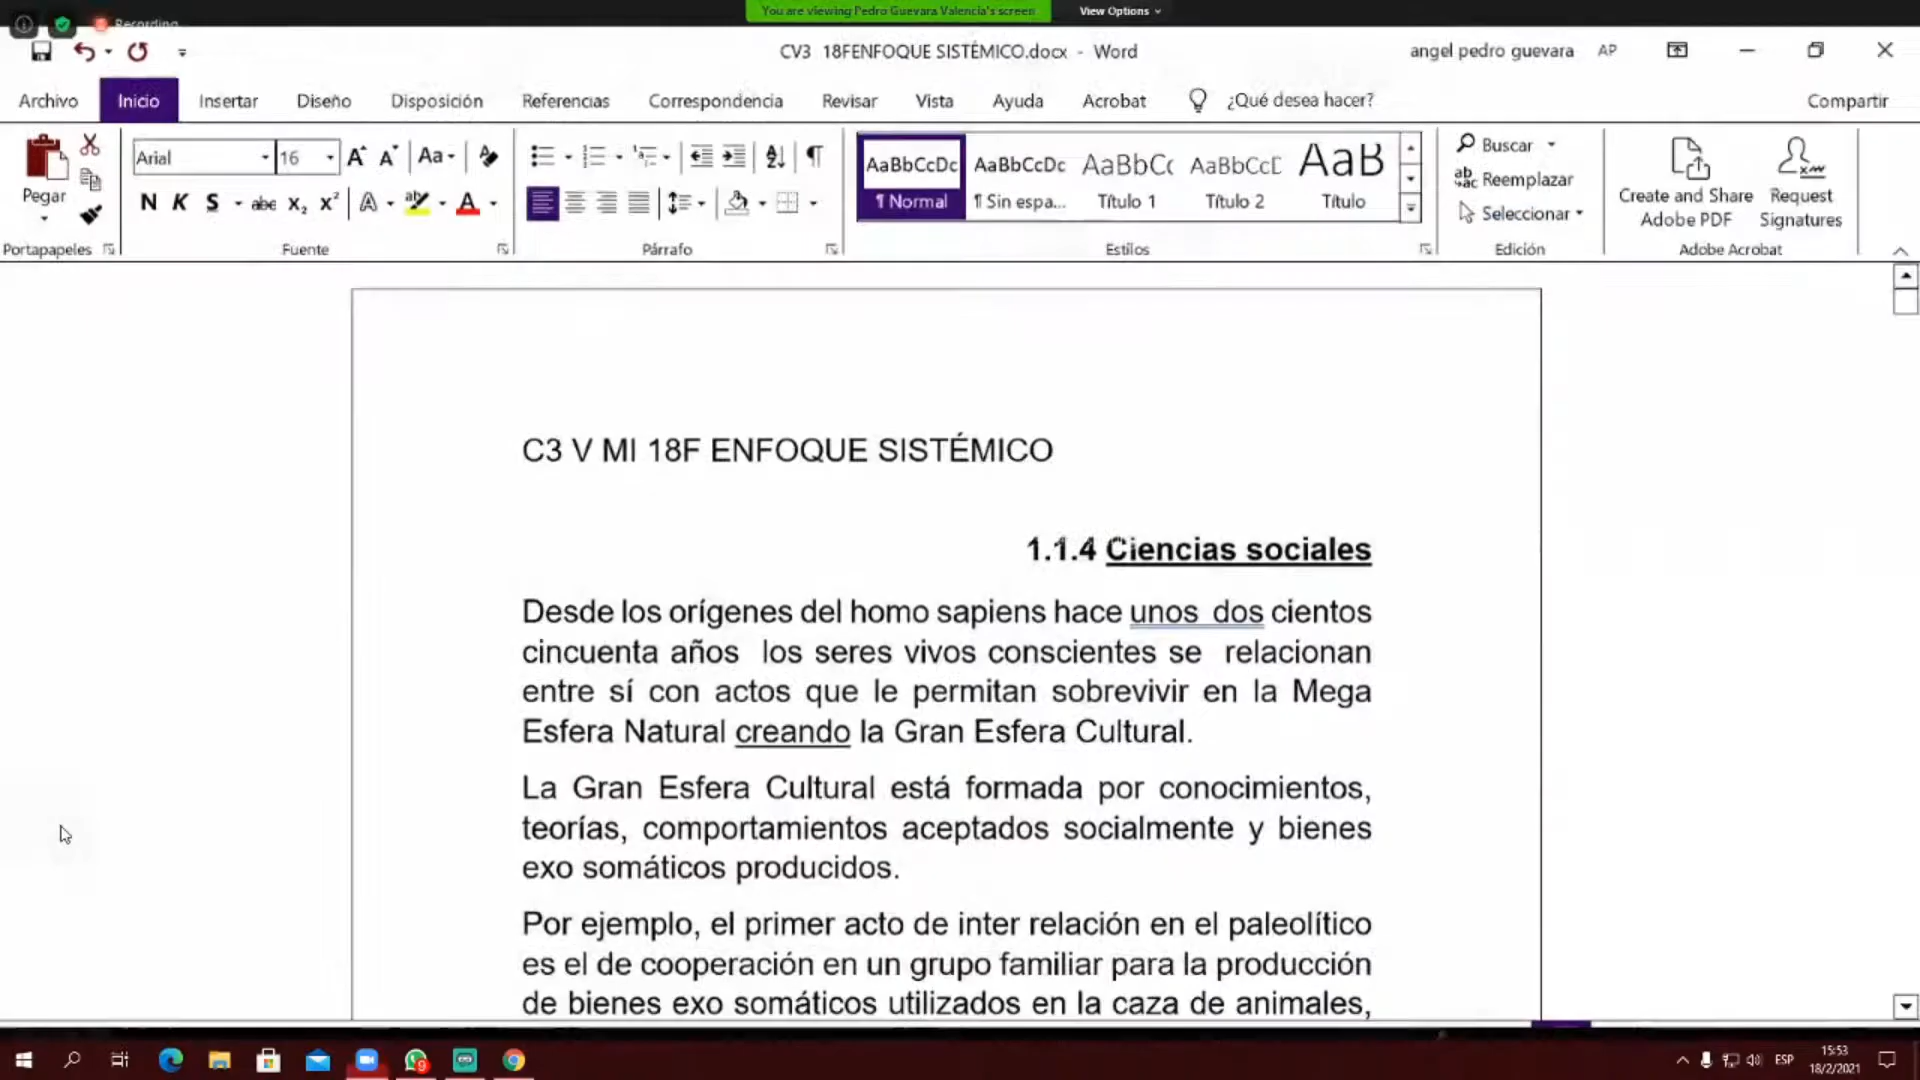 Recording
You are viewing Pedro Guevara Valencia's screen
View Options
CV3 18FENFOQUE SISTÉMICO.docx - Word
angel pedro guevara
AP
Archivo
Inicio
Insertar
Diseño
Disposición
Referencias
Correspondencia
Revisar
Vista
Ayuda
Acrobat
¿Qué desea hacer?
Compartir
Pegar
Portapapeles
Arial
16
Aa
N K S abc x₂ x²
A
Fuente
Párrafo
AaBbCcDc
¶ Normal
AaBbCcDc
¶ Sin espa...
AaBbCc
Título 1
AaBbCcD
Título 2
AaB
Título
Estilos
Buscar
Reemplazar
Seleccionar
Edición
Create and Share
Adobe PDF
Request
Signatures
Adobe Acrobat
C3 V MI 18F ENFOQUE SISTÉMICO
1.1.4 Ciencias sociales
Desde los orígenes del homo sapiens hace unos dos cientos
cincuenta años los seres vivos conscientes se relacionan
entre sí con actos que le permitan sobrevivir en la Mega
Esfera Natural creando la Gran Esfera Cultural.
La Gran Esfera Cultural está formada por conocimientos,
teorías, comportamientos aceptados socialmente y bienes
exo somáticos producidos.
Por ejemplo, el primer acto de inter relación en el paleolítico
es el de cooperación en un grupo familiar para la producción
de bienes exo somáticos utilizados en la caza de animales,
9
ESP
15:53
18/2/2021